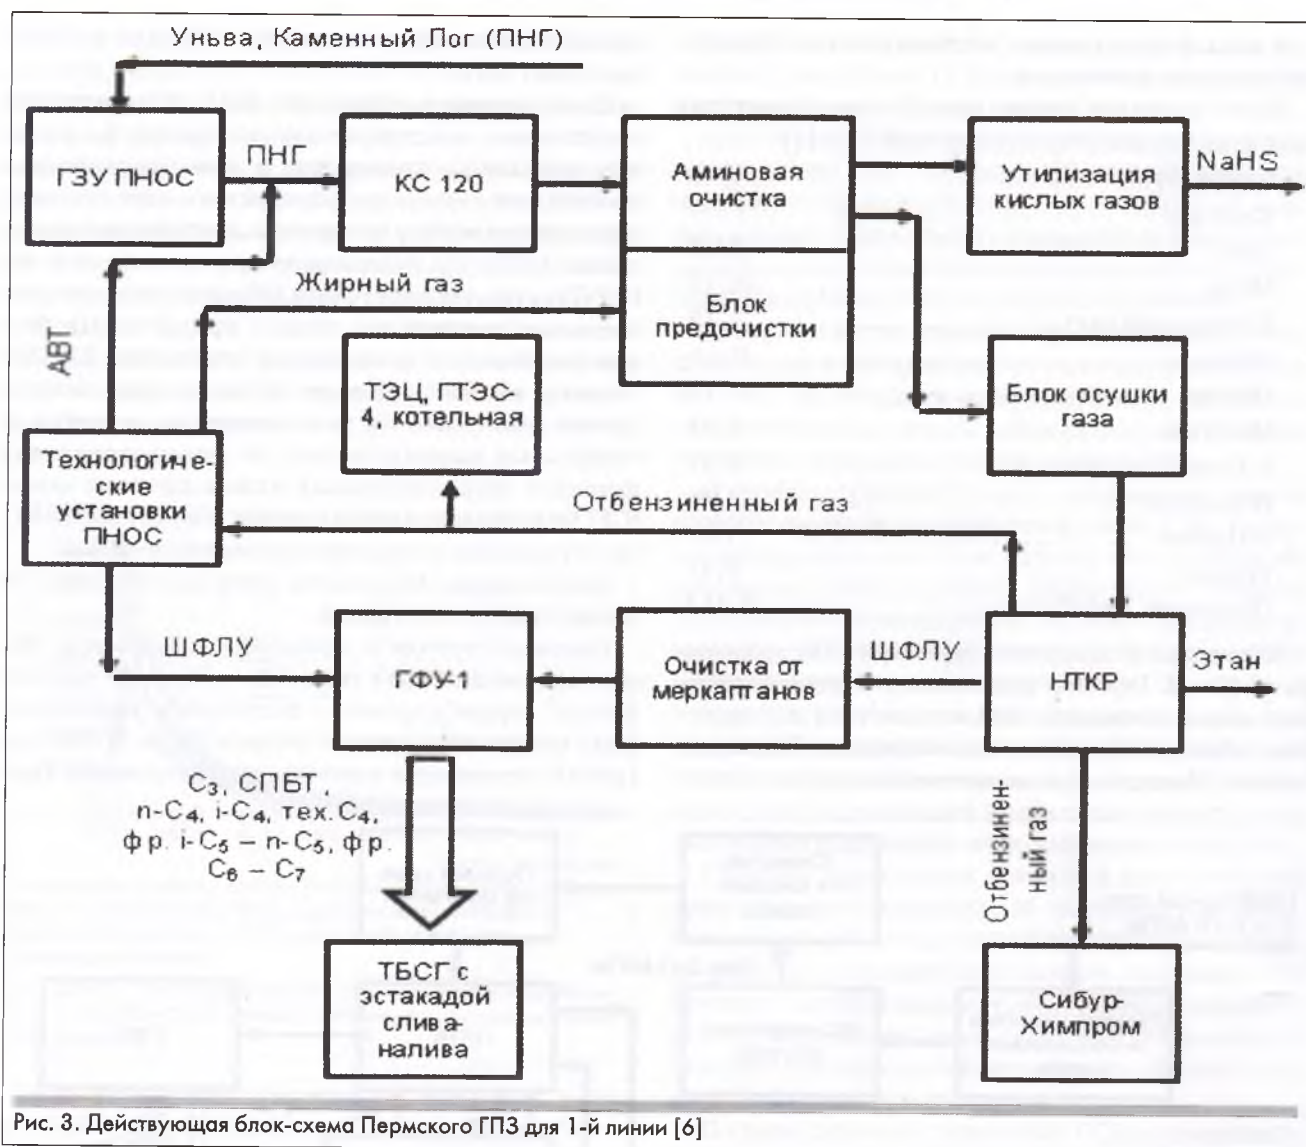 Уньва, Каменный Лог (ПНГ)
ГЗУ ПНОС
ПНГ
КС 120
Аминовая
очистка
Утилизация
кислых газов
NaHS
Жирный газ
Блок
предочистки
АВТ
ТЭЦ, ГТЭС-
4, котельная
Блок осушки
газа
Технологиче-
ские
установки
ПНОС
Отбензиненный газ
ШФЛУ
ГФУ-1
Очистка от
меркаптанов
ШФЛУ
НТКР
Этан
C₃, СПБТ,
n-C₄, i-C₄, тех. C₄,
фр. i-C₅ – n-C₅, фр.
C₆ – C₇
Отбензинен-
ный газ
ТБСГ с
эстакадой
слива-
налива
Сибур-
Химпром
Рис. 3. Действующая блок-схема Пермского ГПЗ для 1-й линии [6]